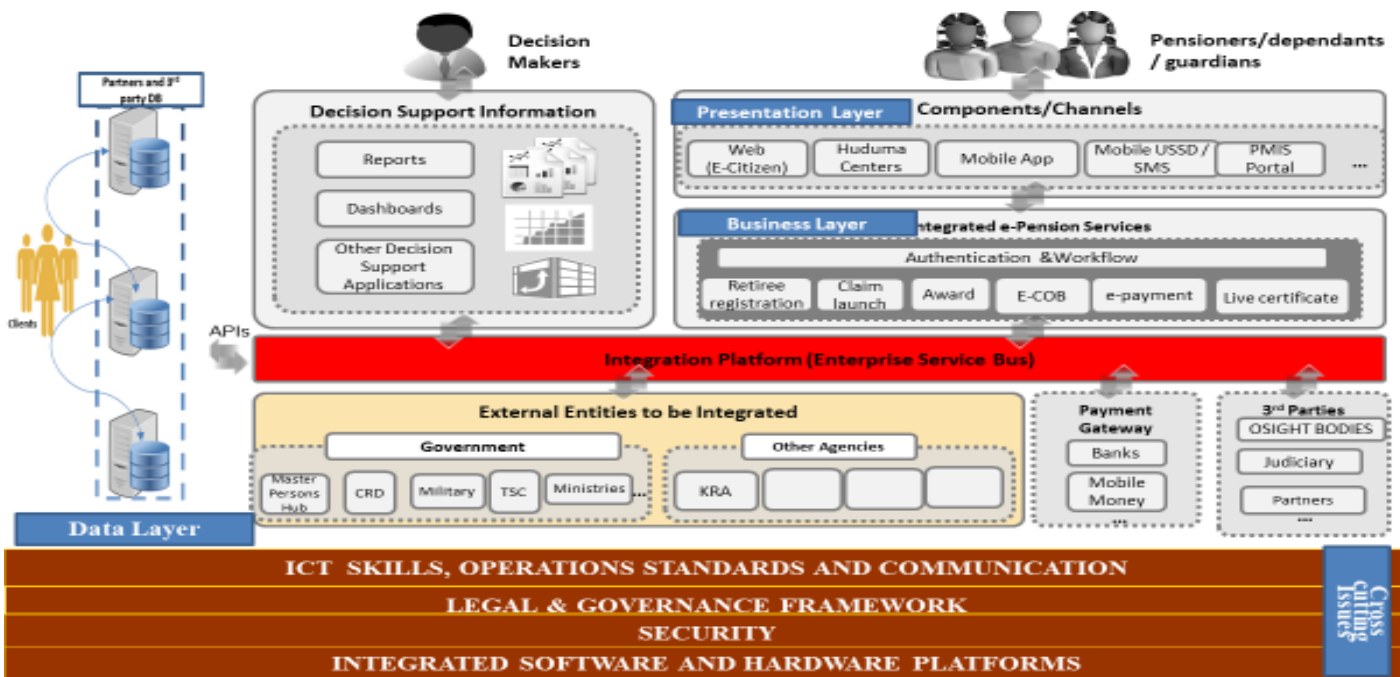 Decision
Makers
Pensioners/dependants
/ guardians
Partners and 3rd
party DB
Clients
APIs
Data Layer
Decision Support Information
Reports
Dashboards
Other Decision
Support
Applications
Presentation Layer
Components/Channels
Web
(E-Citizen)
Huduma
Centers
Mobile App
Mobile USSD /
SMS
PMIS
Portal
...
Business Layer
ntegrated e-Pension Services
Authentication &Workflow
Retiree
registration
Claim
launch
Award
E-COB
e-payment
Live certificate
Integration Platform (Enterprise Service Bus)
External Entities to be Integrated
Government
Master
Persons
Hub
CRD
Military
TSC
Ministries
...
Other Agencies
KRA
Payment
Gateway
Banks
Mobile
Money
...
3rd Parties
OSIGHT BODIES
Judiciary
Partners
...
ICT SKILLS, OPERATIONS STANDARDS AND COMMUNICATION
LEGAL & GOVERNANCE FRAMEWORK
SECURITY
INTEGRATED SOFTWARE AND HARDWARE PLATFORMS
Cross
Cutting
Issues